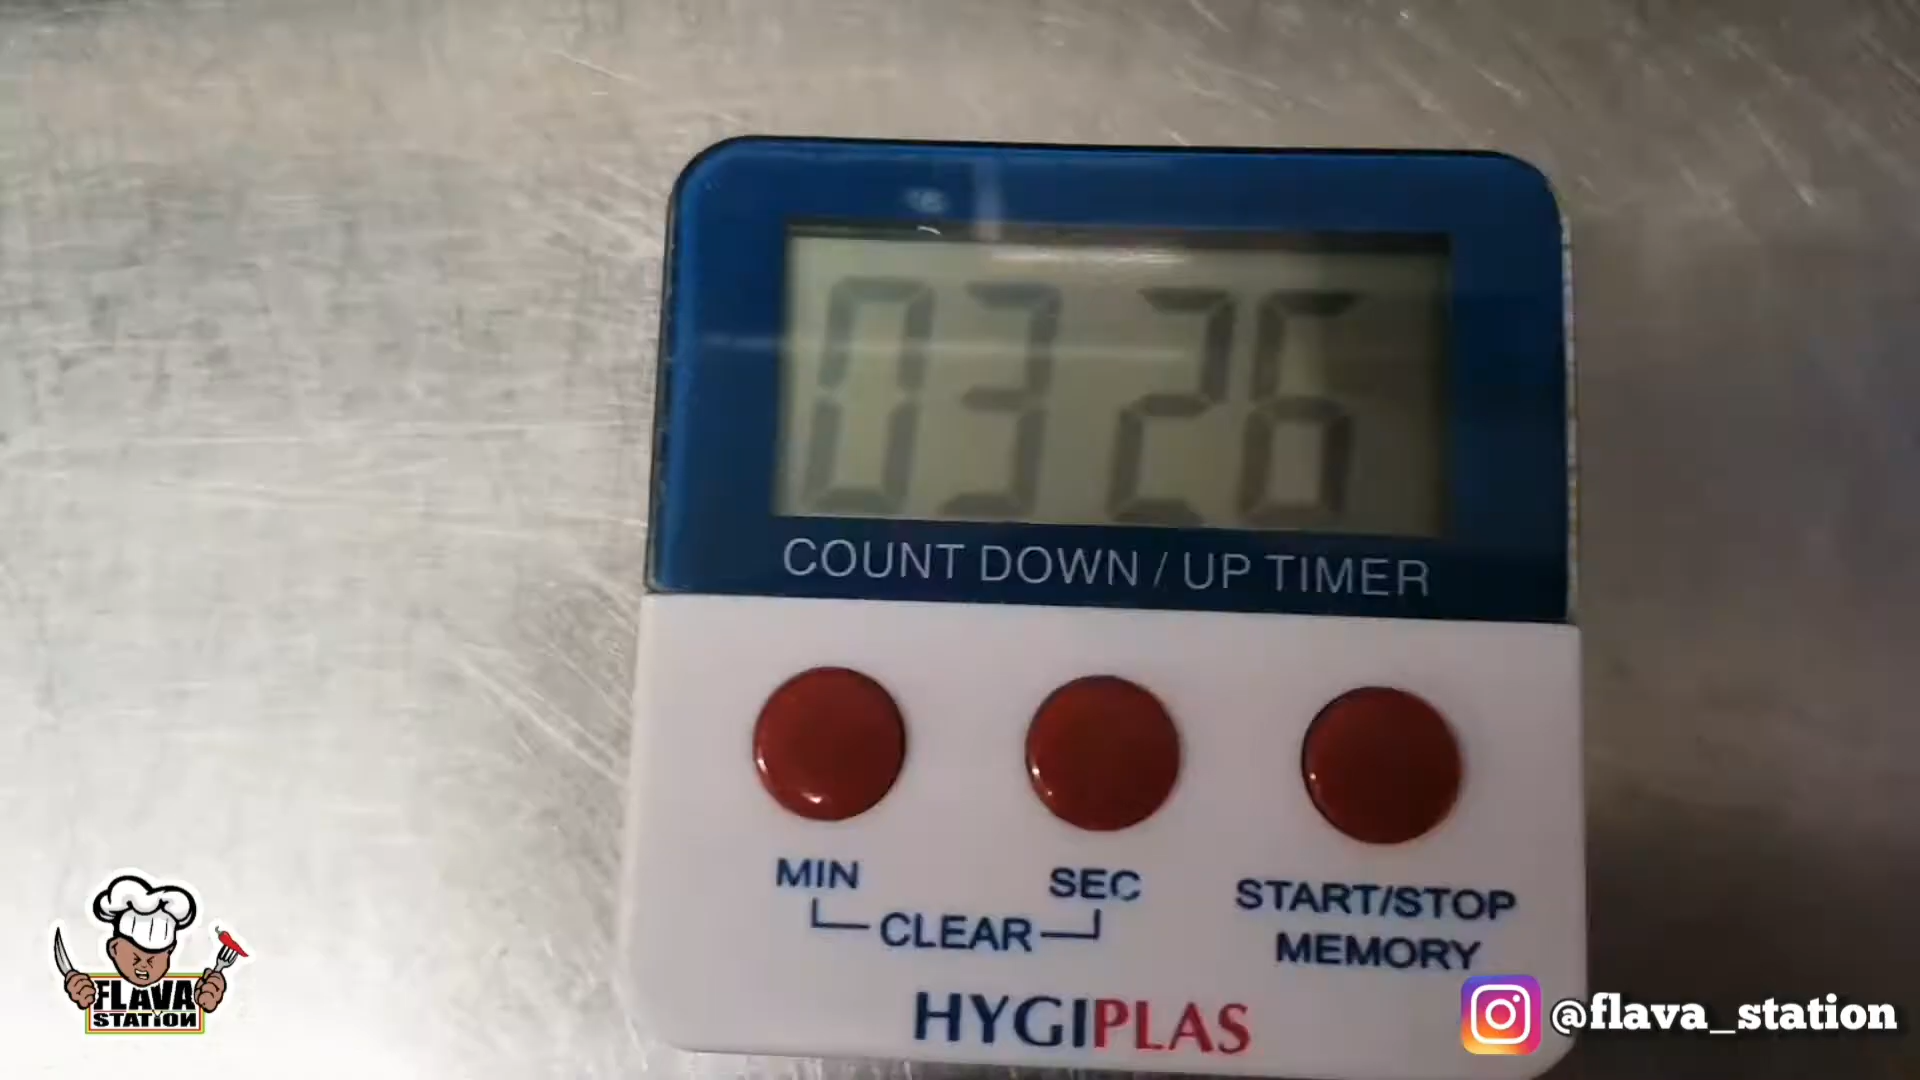 03 26
COUNT DOWN / UP TIMER
MIN
SEC
CLEAR
START/STOP
MEMORY
HYGIPLAS
FLAVA
STATION
@flava_station